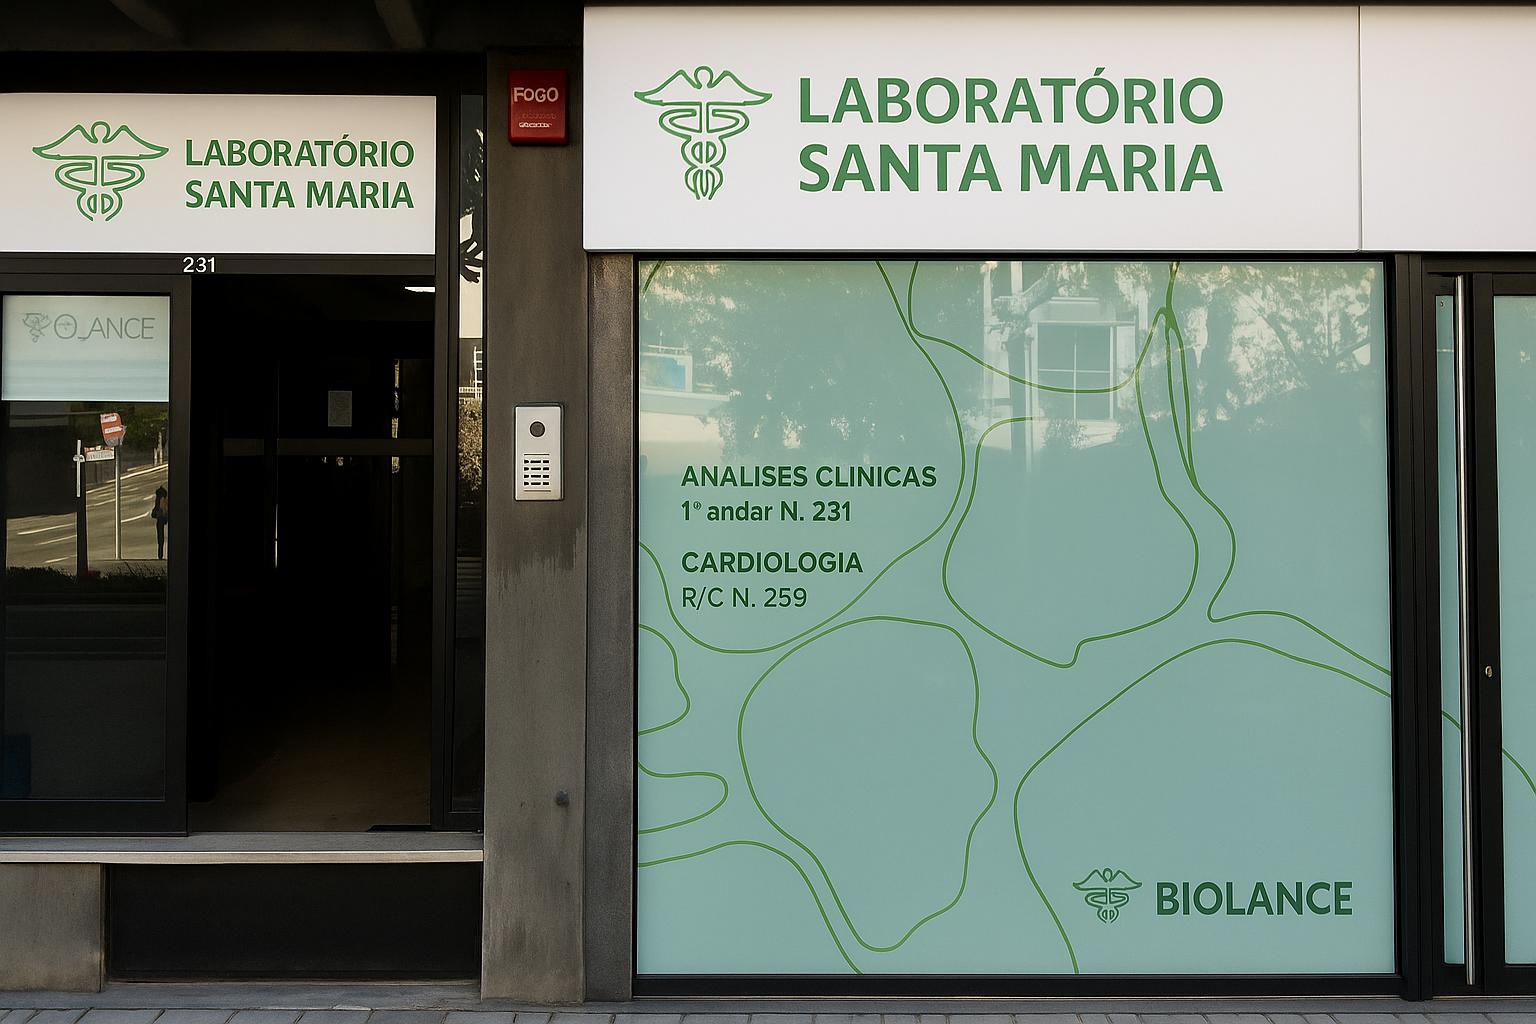 LABORATÓRIO
SANTA MARIA
231
FOGO
LABORATÓRIO
SANTA MARIA
ANALISES CLINICAS
1º andar N. 231
CARDIOLOGIA
R/C N. 259
BIOLANCE